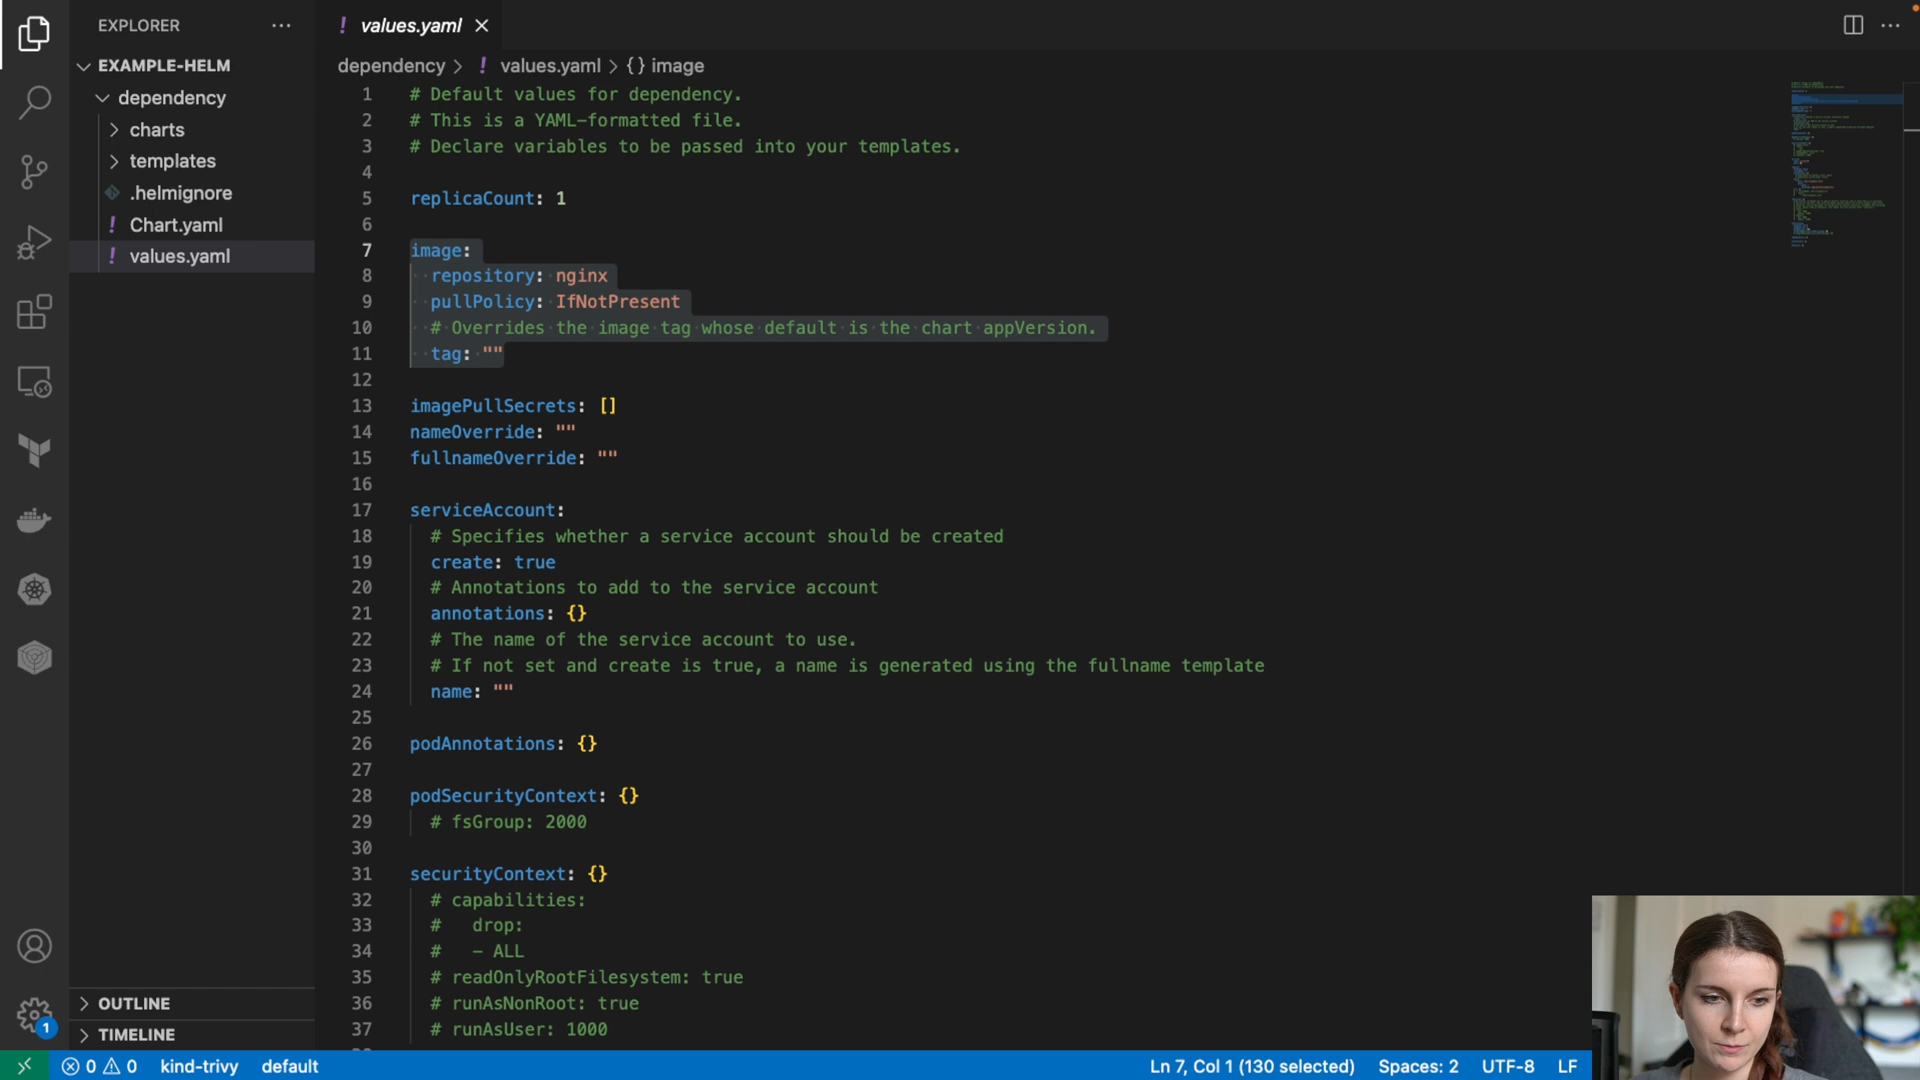 EXPLORER
values.yaml
EXAMPLE-HELM
dependency
charts
templates
.helmignore
Chart.yaml
values.yaml
OUTLINE
TIMELINE
dependency > ! values.yaml > {} image
1 # Default values for dependency.
2 # This is a YAML-formatted file.
3 # Declare variables to be passed into your templates.
4
5 replicaCount: 1
6
7 image:
8 repository: nginx
9 pullPolicy: IfNotPresent
10 # Overrides the image tag whose default is the chart appVersion.
11 tag: ""
12
13 imagePullSecrets: []
14 nameOverride: ""
15 fullnameOverride: ""
16
17 serviceAccount:
18 # Specifies whether a service account should be created
19 create: true
20 # Annotations to add to the service account
21 annotations: {}
22 # The name of the service account to use.
23 # If not set and create is true, a name is generated using the fullname template
24 name: ""
25
26 podAnnotations: {}
27
28 podSecurityContext: {}
29 # fsGroup: 2000
30
31 securityContext: {}
32 # capabilities:
33 # drop:
34 # - ALL
35 # readOnlyRootFilesystem: true
36 # runAsNonRoot: true
37 # runAsUser: 1000
1
0 0 kind-trivy default Ln 7, Col 1 (130 selected) Spaces: 2 UTF-8 LF